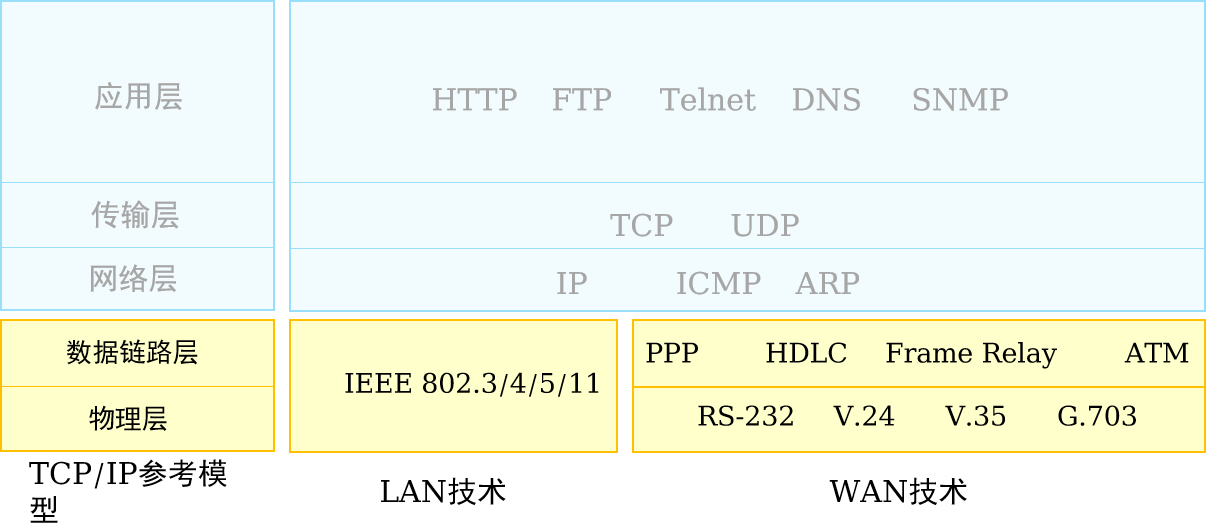 应用层
HTTP FTP Telnet DNS SNMP
传输层
TCP UDP
网络层
IP ICMP ARP
数据链路层
IEEE 802.3/4/5/11
PPP HDLC Frame Relay ATM
物理层
RS-232 V.24 V.35 G.703
TCP/IP参考模
型
LAN技术
WAN技术